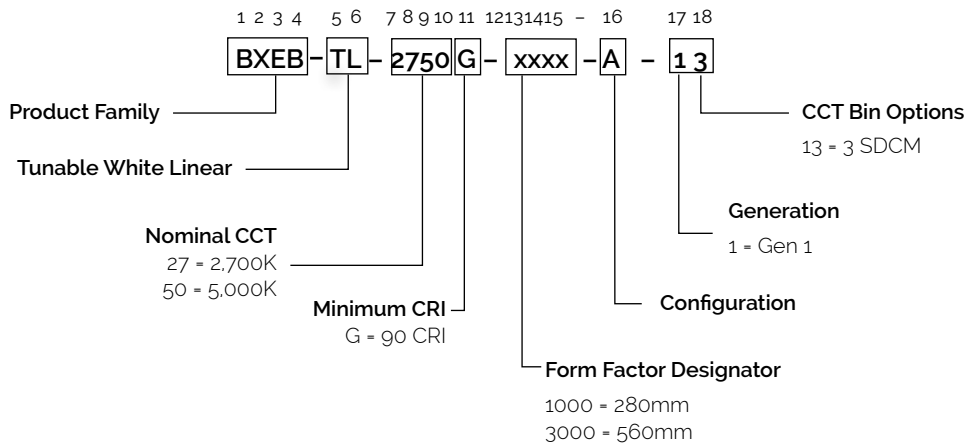 1 2 3 4 5 6 7 8 9 10 11 12131415 – 16 17 18
BXEB – TL – 2750 G – xxxx – A – 1 3
Product Family
CCT Bin Options
13 = 3 SDCM
Tunable White Linear
Generation
1 = Gen 1
Nominal CCT
27 = 2,700K
50 = 5,000K
Configuration
Minimum CRI
G = 90 CRI
Form Factor Designator
1000 = 280mm
3000 = 560mm